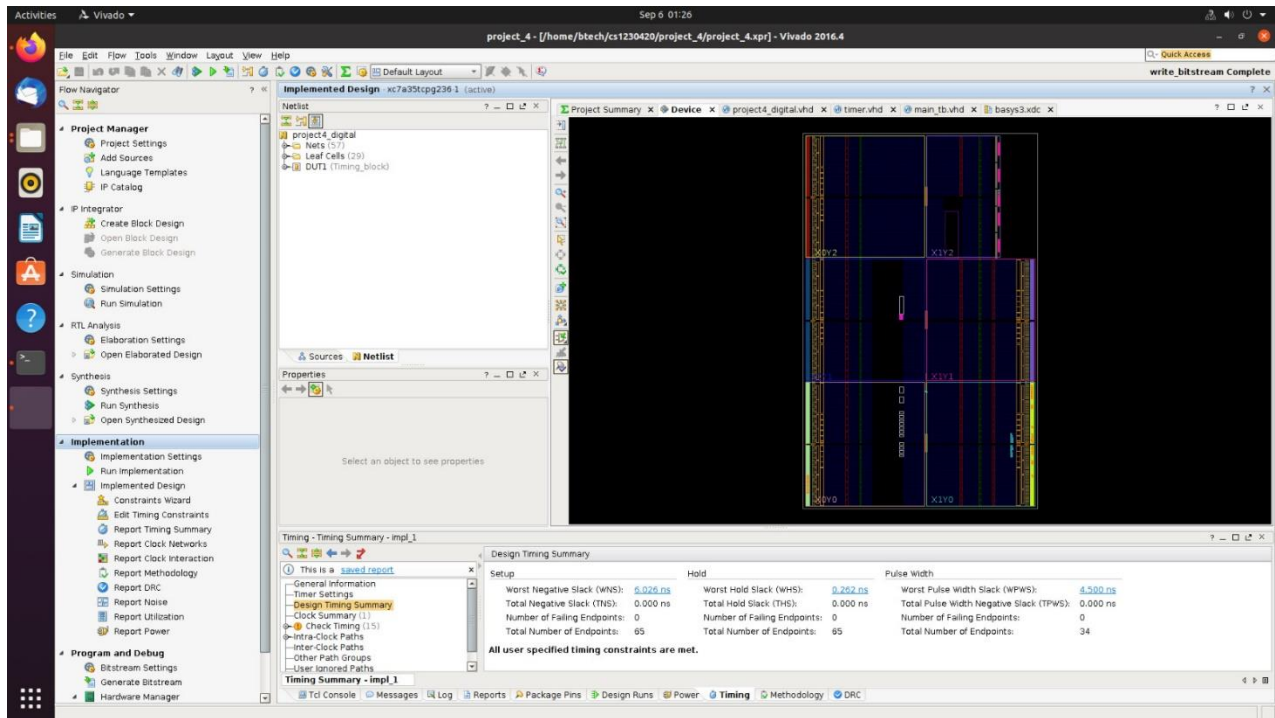 Activities Vivado Sep 6 01:26
project_4 - [/home/btech/cs1230420/project_4/project_4.xpr] - Vivado 2016.4
File Edit Flow Tools Window Layout View Help Quick Access
Default Layout write_bitstream Complete
Flow Navigator
Project Manager
Project Settings
Add Sources
Language Templates
IP Catalog
IP Integrator
Create Block Design
Open Block Design
Generate Block Design
Simulation
Simulation Settings
Run Simulation
RTL Analysis
Elaboration Settings
Open Elaborated Design
Synthesis
Synthesis Settings
Run Synthesis
Open Synthesized Design
Implementation
Implementation Settings
Run Implementation
Implemented Design
Constraints Wizard
Edit Timing Constraints
Report Timing Summary
Report Clock Networks
Report Clock Interaction
Report Methodology
Report DRC
Report Noise
Report Utilization
Report Power
Program and Debug
Bitstream Settings
Generate Bitstream
Hardware Manager
Implemented Design - xc7a35tcpg236-1 (active)
Netlist
project4_digital
Nets (57)
Leaf Cells (29)
DUT1 (Timing_block)
Sources Netlist
Properties
Select an object to see properties
Project Summary Device project4_digital.vhd timer.vhd main_tb.vhd basys3.xdc
X0Y2 X1Y2
X1Y1
X0Y0 X1Y0
Timing - Timing Summary - impl_1
This is a saved report
General Information
Timer Settings
Design Timing Summary
Clock Summary (1)
Check Timing (15)
Intra-Clock Paths
Inter-Clock Paths
Other Path Groups
User Ignored Paths
Timing Summary - impl_1
Design Timing Summary
Setup Hold Pulse Width
Worst Negative Slack (WNS): 6.026 ns Worst Hold Slack (WHS): 0.262 ns Worst Pulse Width Slack (WPWS): 4.500 ns
Total Negative Slack (TNS): 0.000 ns Total Hold Slack (THS): 0.000 ns Total Pulse Width Negative Slack (TPWS): 0.000 ns
Number of Failing Endpoints: 0 Number of Failing Endpoints: 0 Number of Failing Endpoints: 0
Total Number of Endpoints: 65 Total Number of Endpoints: 65 Total Number of Endpoints: 34
All user specified timing constraints are met.
Tcl Console Messages Log Reports Package Pins Design Runs Power Timing Methodology DRC